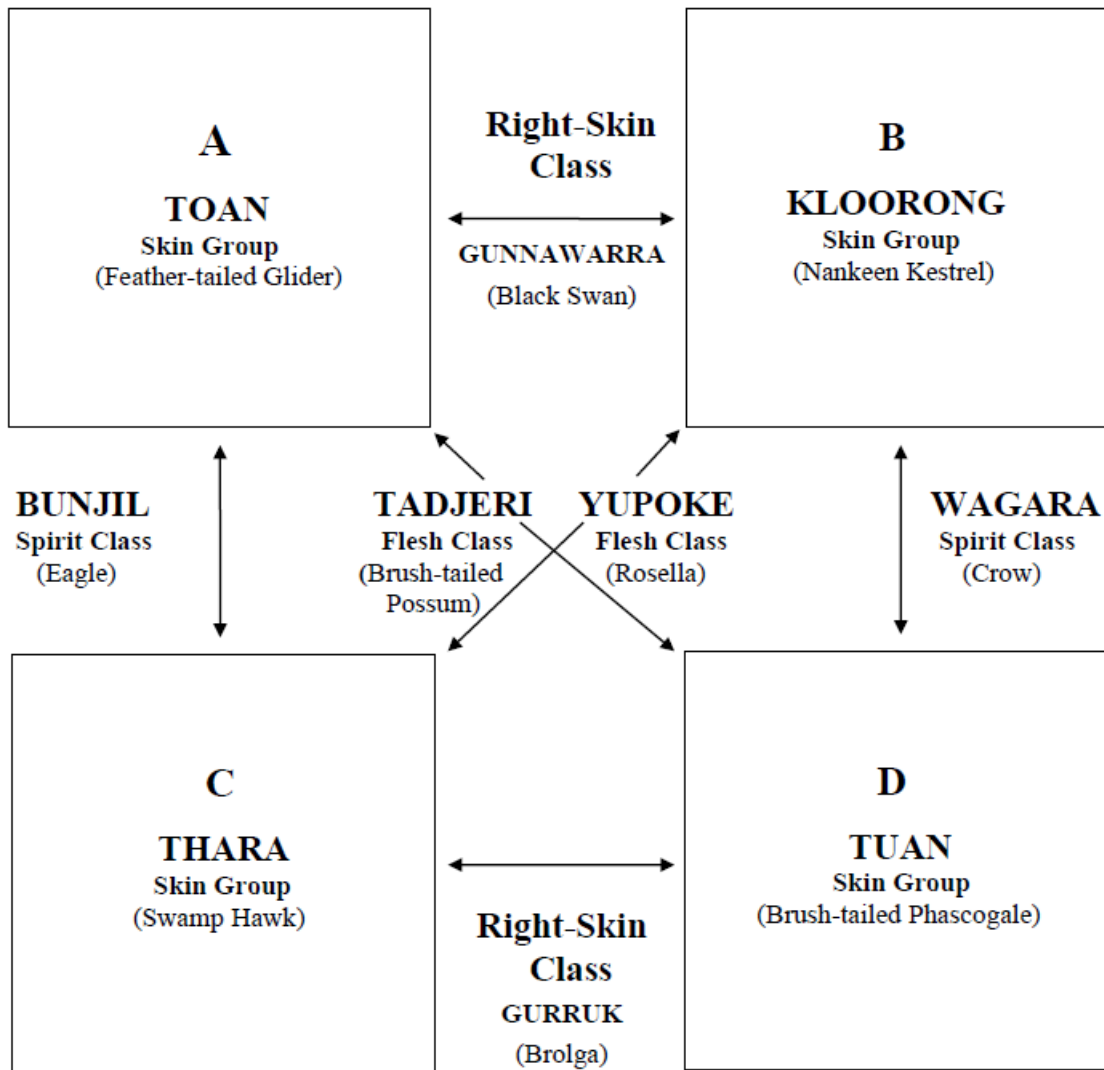 A
TOAN
Skin Group
(Feather-tailed Glider)
Right-Skin
Class
GUNNAWARRA
(Black Swan)
B
KLOORONG
Skin Group
(Nankeen Kestrel)
BUNJIL
Spirit Class
(Eagle)
TADJERI
Flesh Class
(Brush-tailed
Possum)
YUPOKE
Flesh Class
(Rosella)
WAGARA
Spirit Class
(Crow)
C
THARA
Skin Group
(Swamp Hawk)
Right-Skin
Class
GURRUK
(Brolga)
D
TUAN
Skin Group
(Brush-tailed Phascogale)